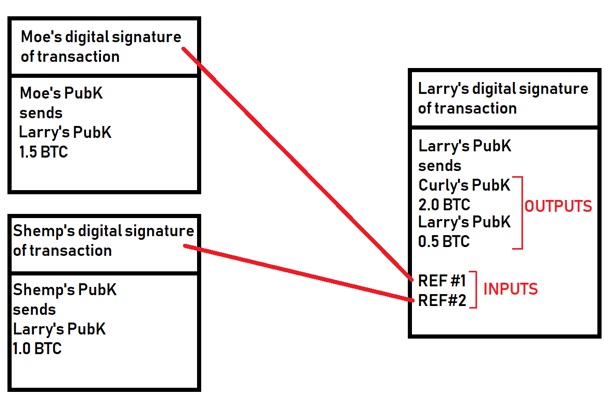 Moe's digital signature
of transaction
Moe's PubK
sends
Larry's PubK
1.5 BTC
Shemp's digital signature
of transaction
Shemp's PubK
sends
Larry's PubK
1.0 BTC
Larry's digital signature
of transaction
Larry's PubK
sends
Curly's PubK
2.0 BTC
Larry's PubK
0.5 BTC
OUTPUTS
REF #1
REF#2
INPUTS